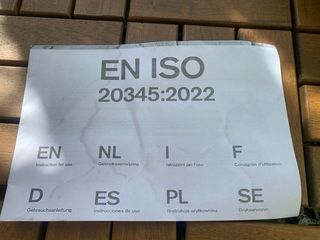 EN ISO
20345:2022
EN NL I F
Instruction for use Gebruiksaanwijzing Istruzioni per l'uso Consignes d'utilisation
D ES PL SE
Gebrauchsanleitung Instrucciones de uso Instrukcja użytkownika Bruksanvisning